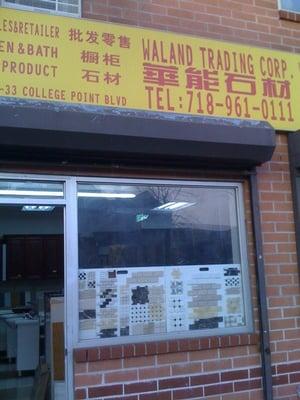 LES&RETAILER 批发零售 WALAND TRADING CORP.
EN&BATH 橱柜 華能石材
PRODUCT 石材
-33 COLLEGE POINT BLVD TEL:718-961-0111